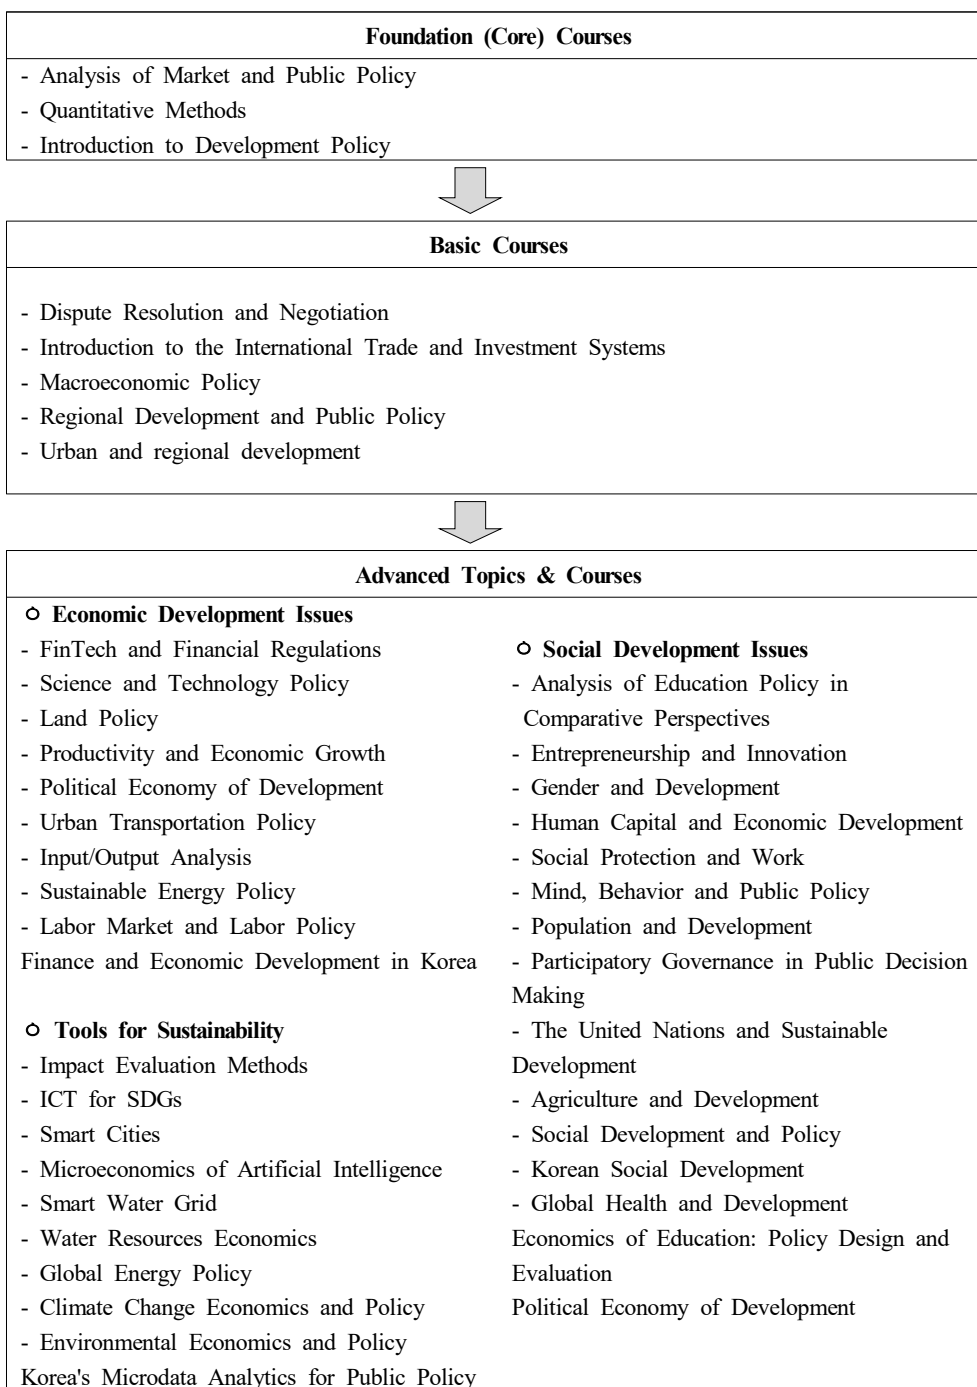 Foundation (Core) Courses
- Analysis of Market and Public Policy
- Quantitative Methods
- Introduction to Development Policy
Basic Courses
- Dispute Resolution and Negotiation
- Introduction to the International Trade and Investment Systems
- Macroeconomic Policy
- Regional Development and Public Policy
- Urban and regional development
Advanced Topics & Courses
Economic Development Issues
- FinTech and Financial Regulations
- Science and Technology Policy
- Land Policy
- Productivity and Economic Growth
- Political Economy of Development
- Urban Transportation Policy
- Input/Output Analysis
- Sustainable Energy Policy
- Labor Market and Labor Policy
Finance and Economic Development in Korea
Tools for Sustainability
- Impact Evaluation Methods
- ICT for SDGs
- Smart Cities
- Microeconomics of Artificial Intelligence
- Smart Water Grid
- Water Resources Economics
- Global Energy Policy
- Climate Change Economics and Policy
- Environmental Economics and Policy
Korea's Microdata Analytics for Public Policy
Social Development Issues
- Analysis of Education Policy in
Comparative Perspectives
- Entrepreneurship and Innovation
- Gender and Development
- Human Capital and Economic Development
- Social Protection and Work
- Mind, Behavior and Public Policy
- Population and Development
- Participatory Governance in Public Decision
Making
- The United Nations and Sustainable
Development
- Agriculture and Development
- Social Development and Policy
- Korean Social Development
- Global Health and Development
Economics of Education: Policy Design and
Evaluation
Political Economy of Development